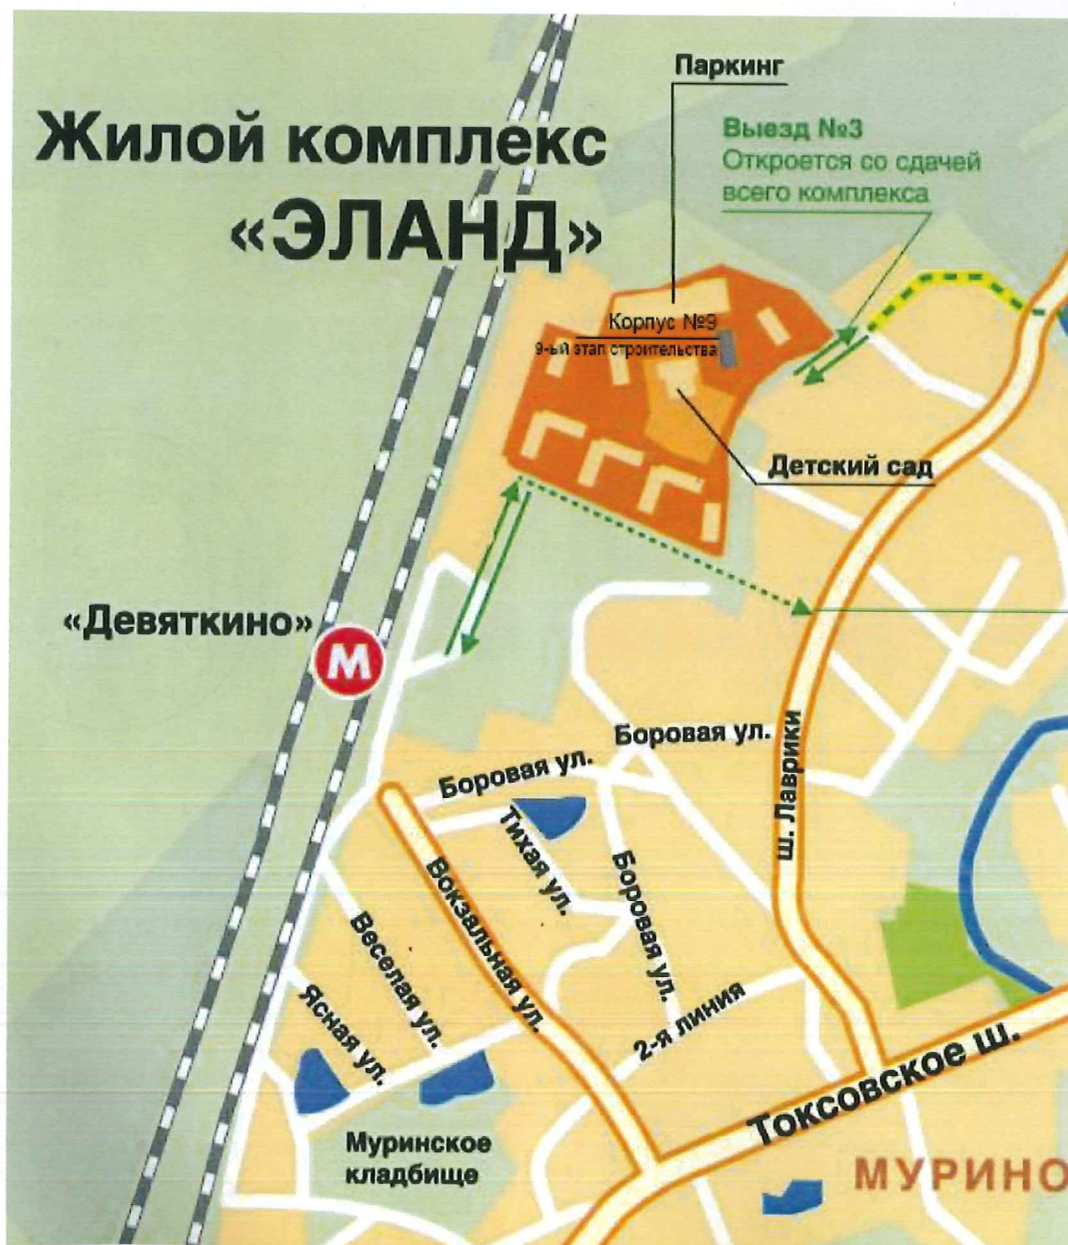 Паркинг
Жилой комплекс
«ЭЛАНД»
Выезд №3
Откроется со сдачей
всего комплекса
Корпус №9
9-ый этап строительства
Детский сад
«Девяткино»
М
Боровая ул.
Боровая ул.
ш. Лаврики
Тихая ул.
Боровая ул.
Вокзальная ул.
Веселая ул.
Ясная ул.
2-я линия
Токсовское ш.
Муринское
кладбище
МУРИНО